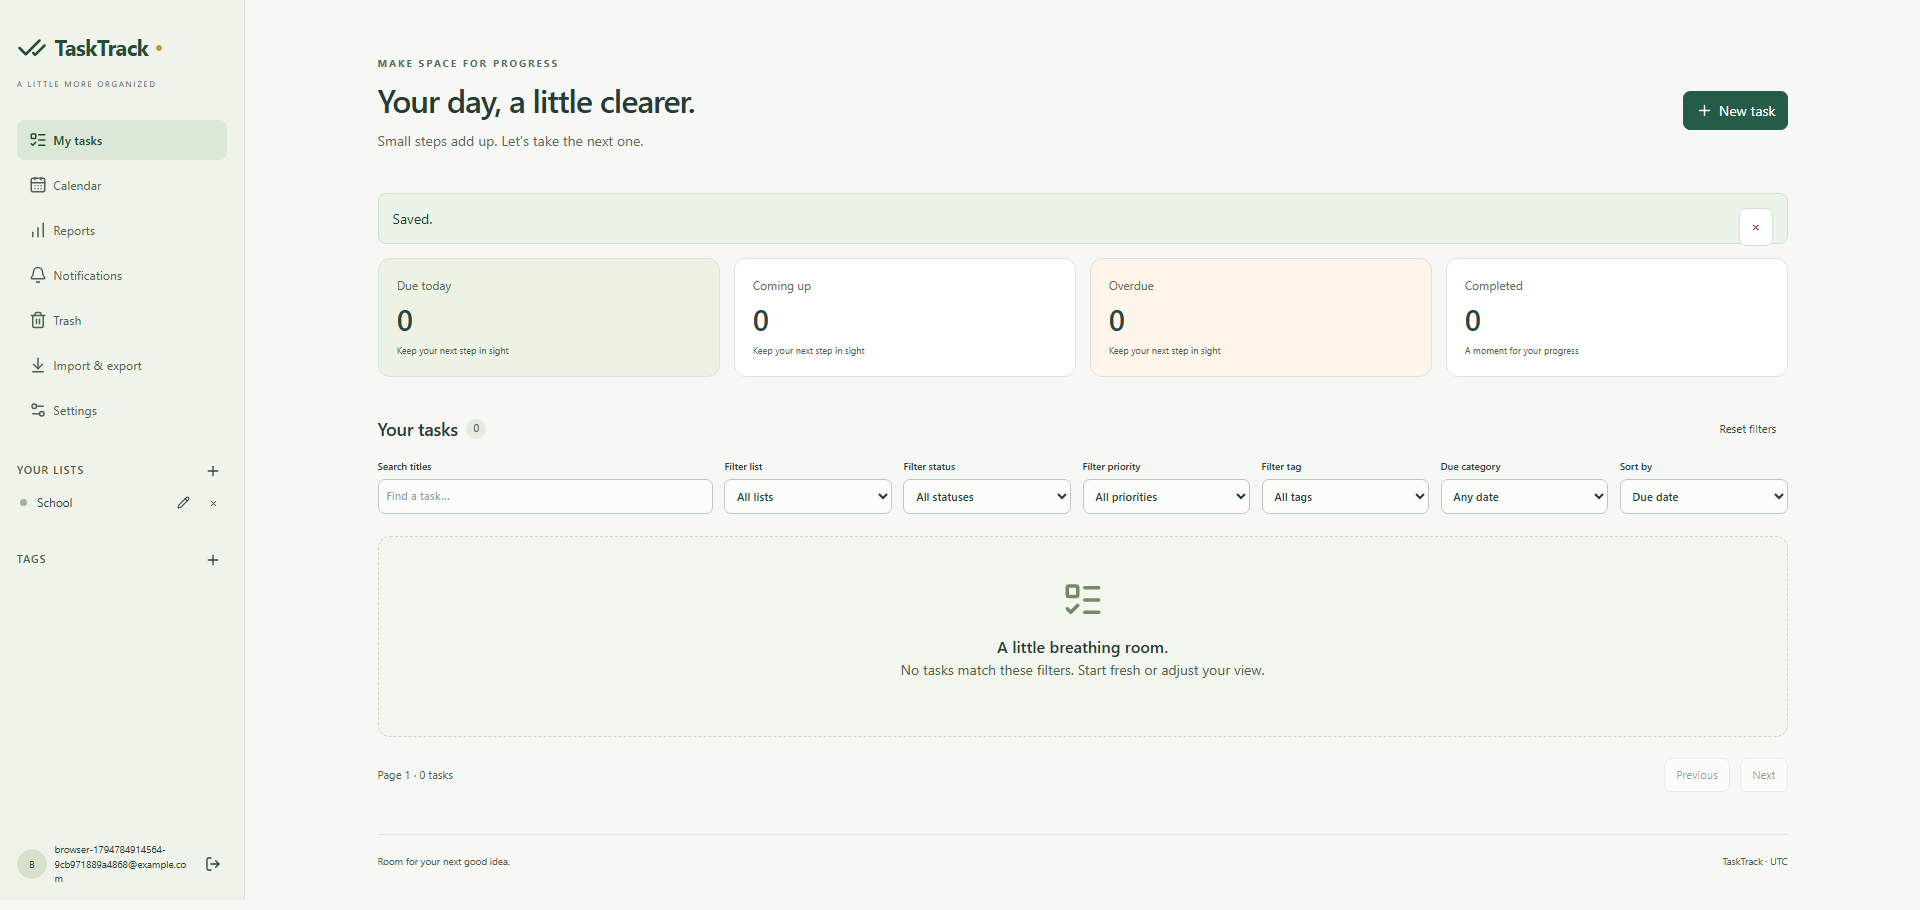 TaskTrack
A LITTLE MORE ORGANIZED
My tasks
Calendar
Reports
Notifications
Trash
Import & export
Settings
YOUR LISTS
School
×
TAGS
B
browser-1794784914564-
9cb971889a4868@example.co
m
MAKE SPACE FOR PROGRESS
Your day, a little clearer.
Small steps add up. Let's take the next one.
+ New task
Saved.
×
Due today
0
Keep your next step in sight
Coming up
0
Keep your next step in sight
Overdue
0
Keep your next step in sight
Completed
0
A moment for your progress
Your tasks 0
Reset filters
Search titles
Find a task...
Filter list
All lists
Filter status
All statuses
Filter priority
All priorities
Filter tag
All tags
Due category
Any date
Sort by
Due date
A little breathing room.
No tasks match these filters. Start fresh or adjust your view.
Page 1 · 0 tasks
Previous
Next
Room for your next good idea.
TaskTrack · UTC